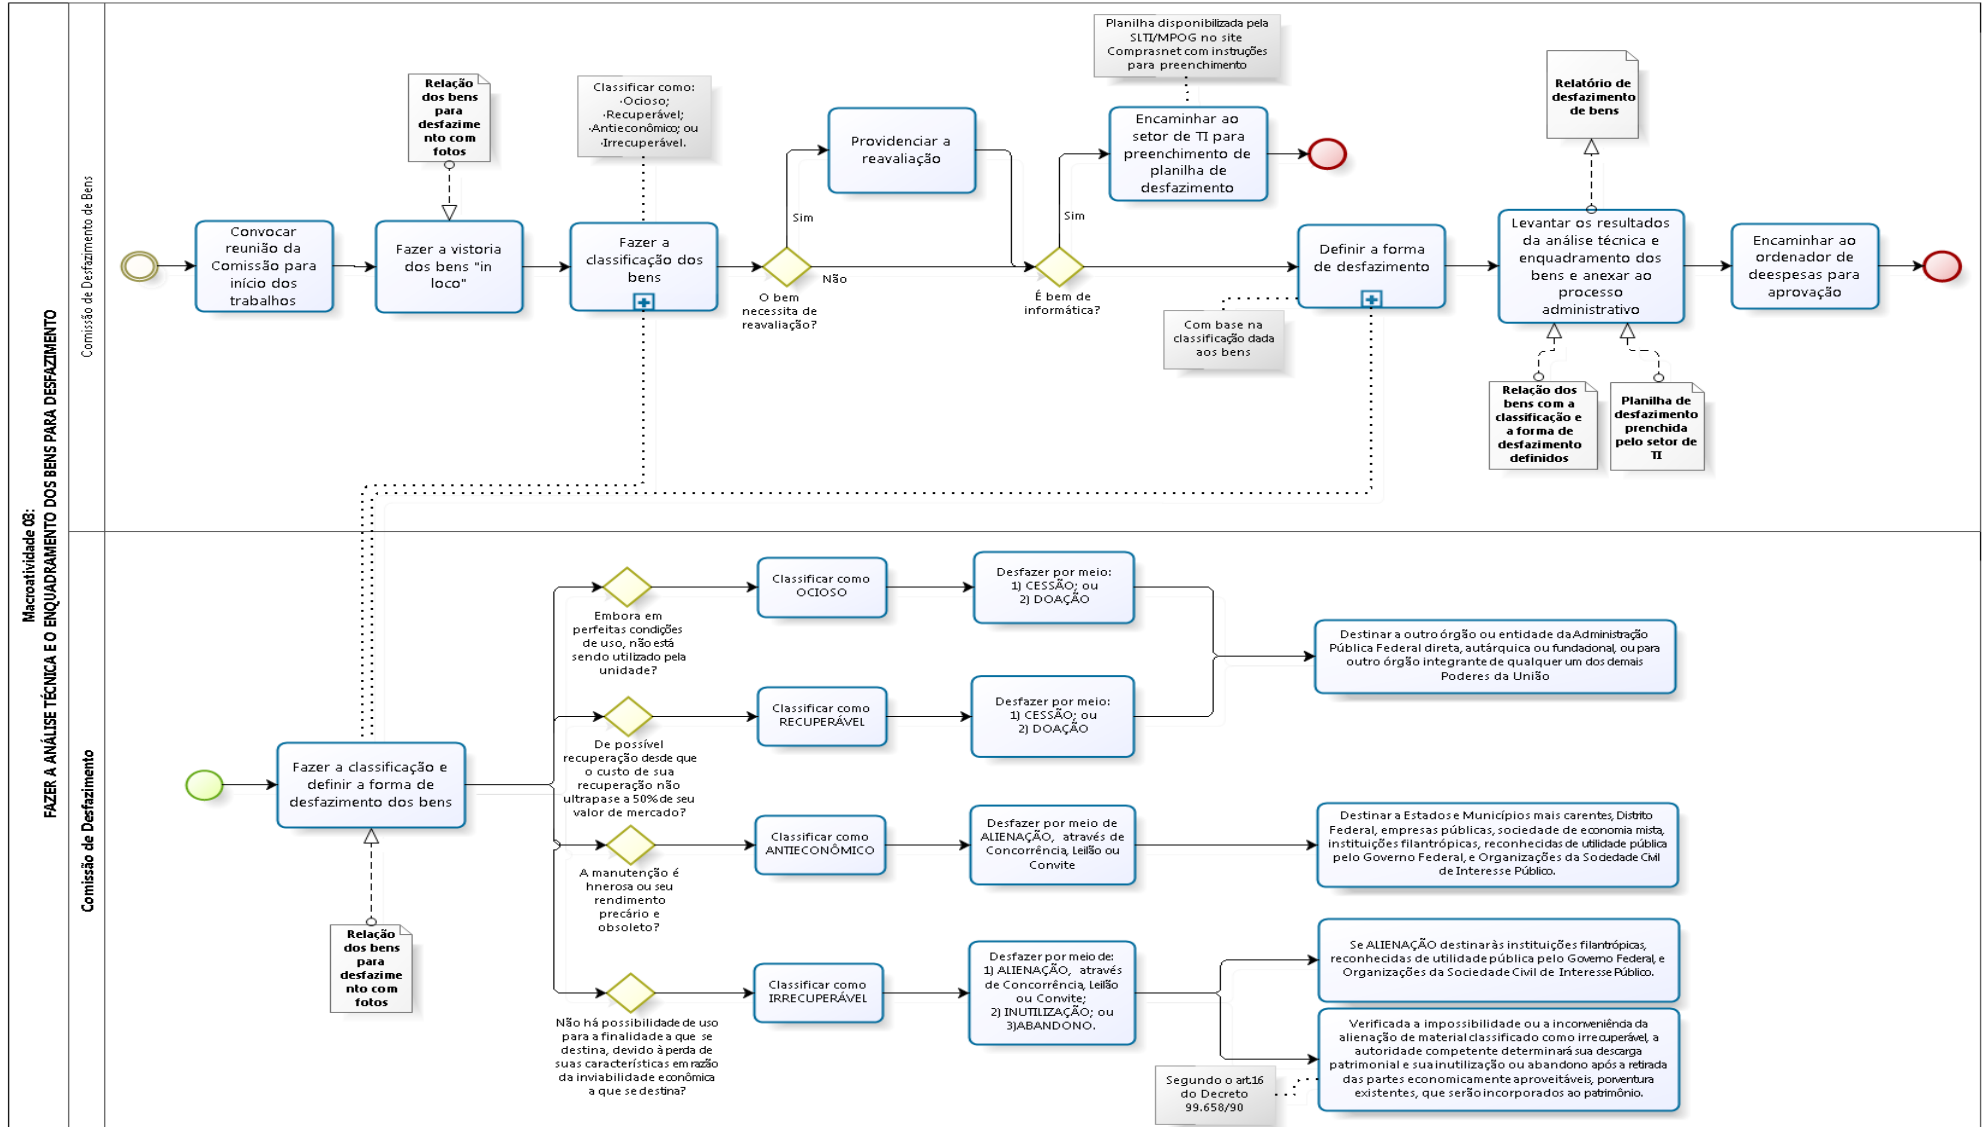 Macroatividade 03:
FAZER A ANÁLISE TÉCNICA E O ENQUADRAMENTO DOS BENS PARA DESFAZIMENTO
Comissão de Desfazimento de Bens
Relação
dos bens
para
desfazime
nto com
fotos
Classificar como:
·Ocioso;
·Recuperável;
·Antieconômico; ou
·Irrecuperável.
Planilha disponibilizada pela
SLTI/MPOG no site
Comprasnet com instruções
para preenchimento
Relatório de
desfazimento
de bens
Convocar
reunião da
Comissão para
início dos
trabalhos
Fazer a vistoria
dos bens "in
loco"
Fazer a
classificação dos
bens
O bem
necessita de
reavaliação?
Sim
Não
Providenciar a
reavaliação
É bem de
informática?
Sim
Encaminhar ao
setor de TI para
preenchimento de
planilha de
desfazimento
Definir a forma
de desfazimento
Com base na
classificação dada
aos bens
Levantar os resultados
da análise técnica e
enquadramento dos
bens e anexar ao
processo
administrativo
Encaminhar ao
ordenador de
deespesas para
aprovação
Relação dos
bens com a
classificação e
a forma de
desfazimento
definidos
Planilha de
desfazimento
prenchida
pelo setor de
TI
Comissão de Desfazimento
Fazer a classificação e
definir a forma de
desfazimento dos bens
Relação
dos bens
para
desfazime
nto com
fotos
Embora em
perfeitas condições
de uso, não está
sendo utilizado pela
unidade?
Classificar como
OCIOSO
Desfazer por meio:
1) CESSÃO; ou
2) DOAÇÃO
Destinar a outro órgão ou entidade da Administração
Pública Federal direta, autárquica ou fundacional, ou para
outro órgão integrante de qualquer um dos demais
Poderes da União
De possível
recuperação desde que
o custo de sua
recuperação não
ultrapase a 50% de seu
valor de mercado?
Classificar como
RECUPERÁVEL
Desfazer por meio:
1) CESSÃO; ou
2) DOAÇÃO
A manutenção é
hnerosa ou seu
rendimento
precário e
obsoleto?
Classificar como
ANTIECONÔMICO
Desfazer por meio de
ALIENAÇÃO, através de
Concorrência, Leilão ou
Convite
Destinar a Estados e Municípios mais carentes, Distrito
Federal, empresas públicas, sociedade de economia mista,
instituições filantrópicas, reconhecidas de utilidade pública
pelo Governo Federal, e Organizações da Sociedade Civil
de Interesse Público.
Não há possibilidade de uso
para a finalidade a que se
destina, devido à perda de
suas características em razão
da inviabilidade econômica
a que se destina?
Classificar como
IRRECUPERÁVEL
Desfazer por meio de:
1) ALIENAÇÃO, através
de Concorrência, Leilão
ou Convite;
2) INUTILIZAÇÃO; ou
3)ABANDONO.
Se ALIENAÇÃO destinar às instituições filantrópicas,
reconhecidas de utilidade pública pelo Governo Federal, e
Organizações da Sociedade Civil de Interesse Público.
Verificada a impossibilidade ou a inconveniência da
alienação de material classificado como irrecuperável, a
autoridade competente determinará sua descarga
patrimonial e sua inutilização ou abandono após a retirada
das partes economicamente aproveitáveis, porventura
existentes, que serão incorporados ao patrimônio.
Segundo o art.16
do Decreto
99.658/90